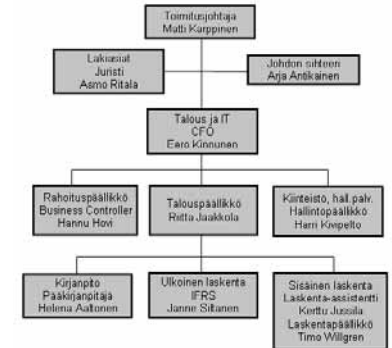 Toimitusjohtaja
Matti Karppinen
Lakiasiat
Juristi
Asmo Ritala
Johdon sihteeri
Arja Antikainen
Talous ja IT
CFO
Eero Kinnunen
Rahoituspäällikkö
Business Controller
Hannu Hovi
Talouspäällikkö
Riitta Jaakkola
Kiinteistö, hall.palv.
Hallintopäällikkö
Harri Kivipelto
Kirjanpito
Pääkirjanpitäjä
Helena Aaltonen
Ulkoinen laskenta
IFRS
Janne Siltanen
Sisäinen laskenta
Laskenta-assistentti
Kerttu Jussila
Laskentapäällikkö
Timo Willgren